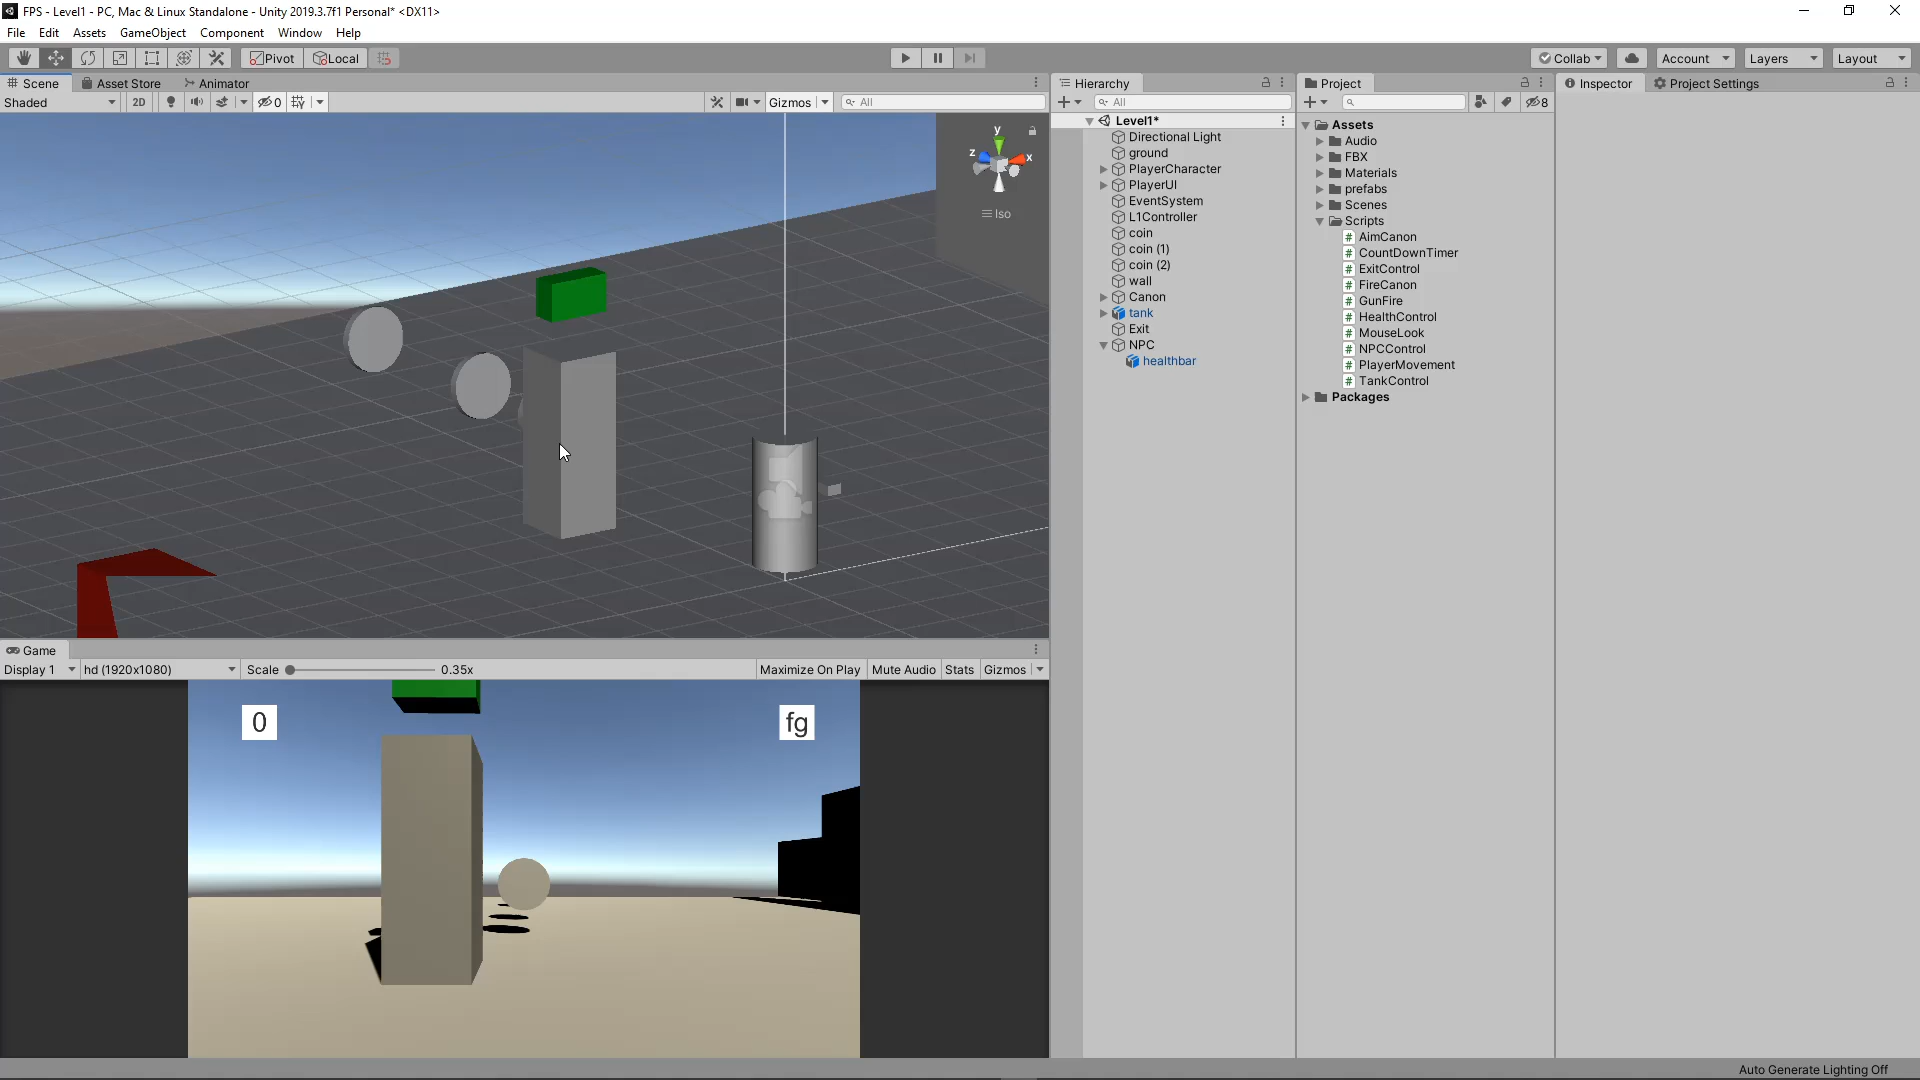 FPS - Level1 - PC, Mac & Linux Standalone - Unity 2019.3.7f1 Personal* <DX11>
File Edit Assets GameObject Component Window Help
Pivot Local Collab Account Layers Layout
Scene Asset Store Animator
Shaded 2D 0 Gizmos All
y
z x
Iso
Game
Display 1 hd (1920x1080) Scale 0.35x Maximize On Play Mute Audio Stats Gizmos
0 fg
Hierarchy
All
Level1*
Directional Light
ground
PlayerCharacter
PlayerUI
EventSystem
L1Controller
coin
coin (1)
coin (2)
wall
Canon
tank
Exit
NPC
healthbar
Project
8
Assets
Audio
FBX
Materials
prefabs
Scenes
Scripts
# AimCanon
# CountDownTimer
# ExitControl
# FireCanon
# GunFire
# HealthControl
# MouseLook
# NPCControl
# PlayerMovement
# TankControl
Packages
Inspector Project Settings
Auto Generate Lighting Off